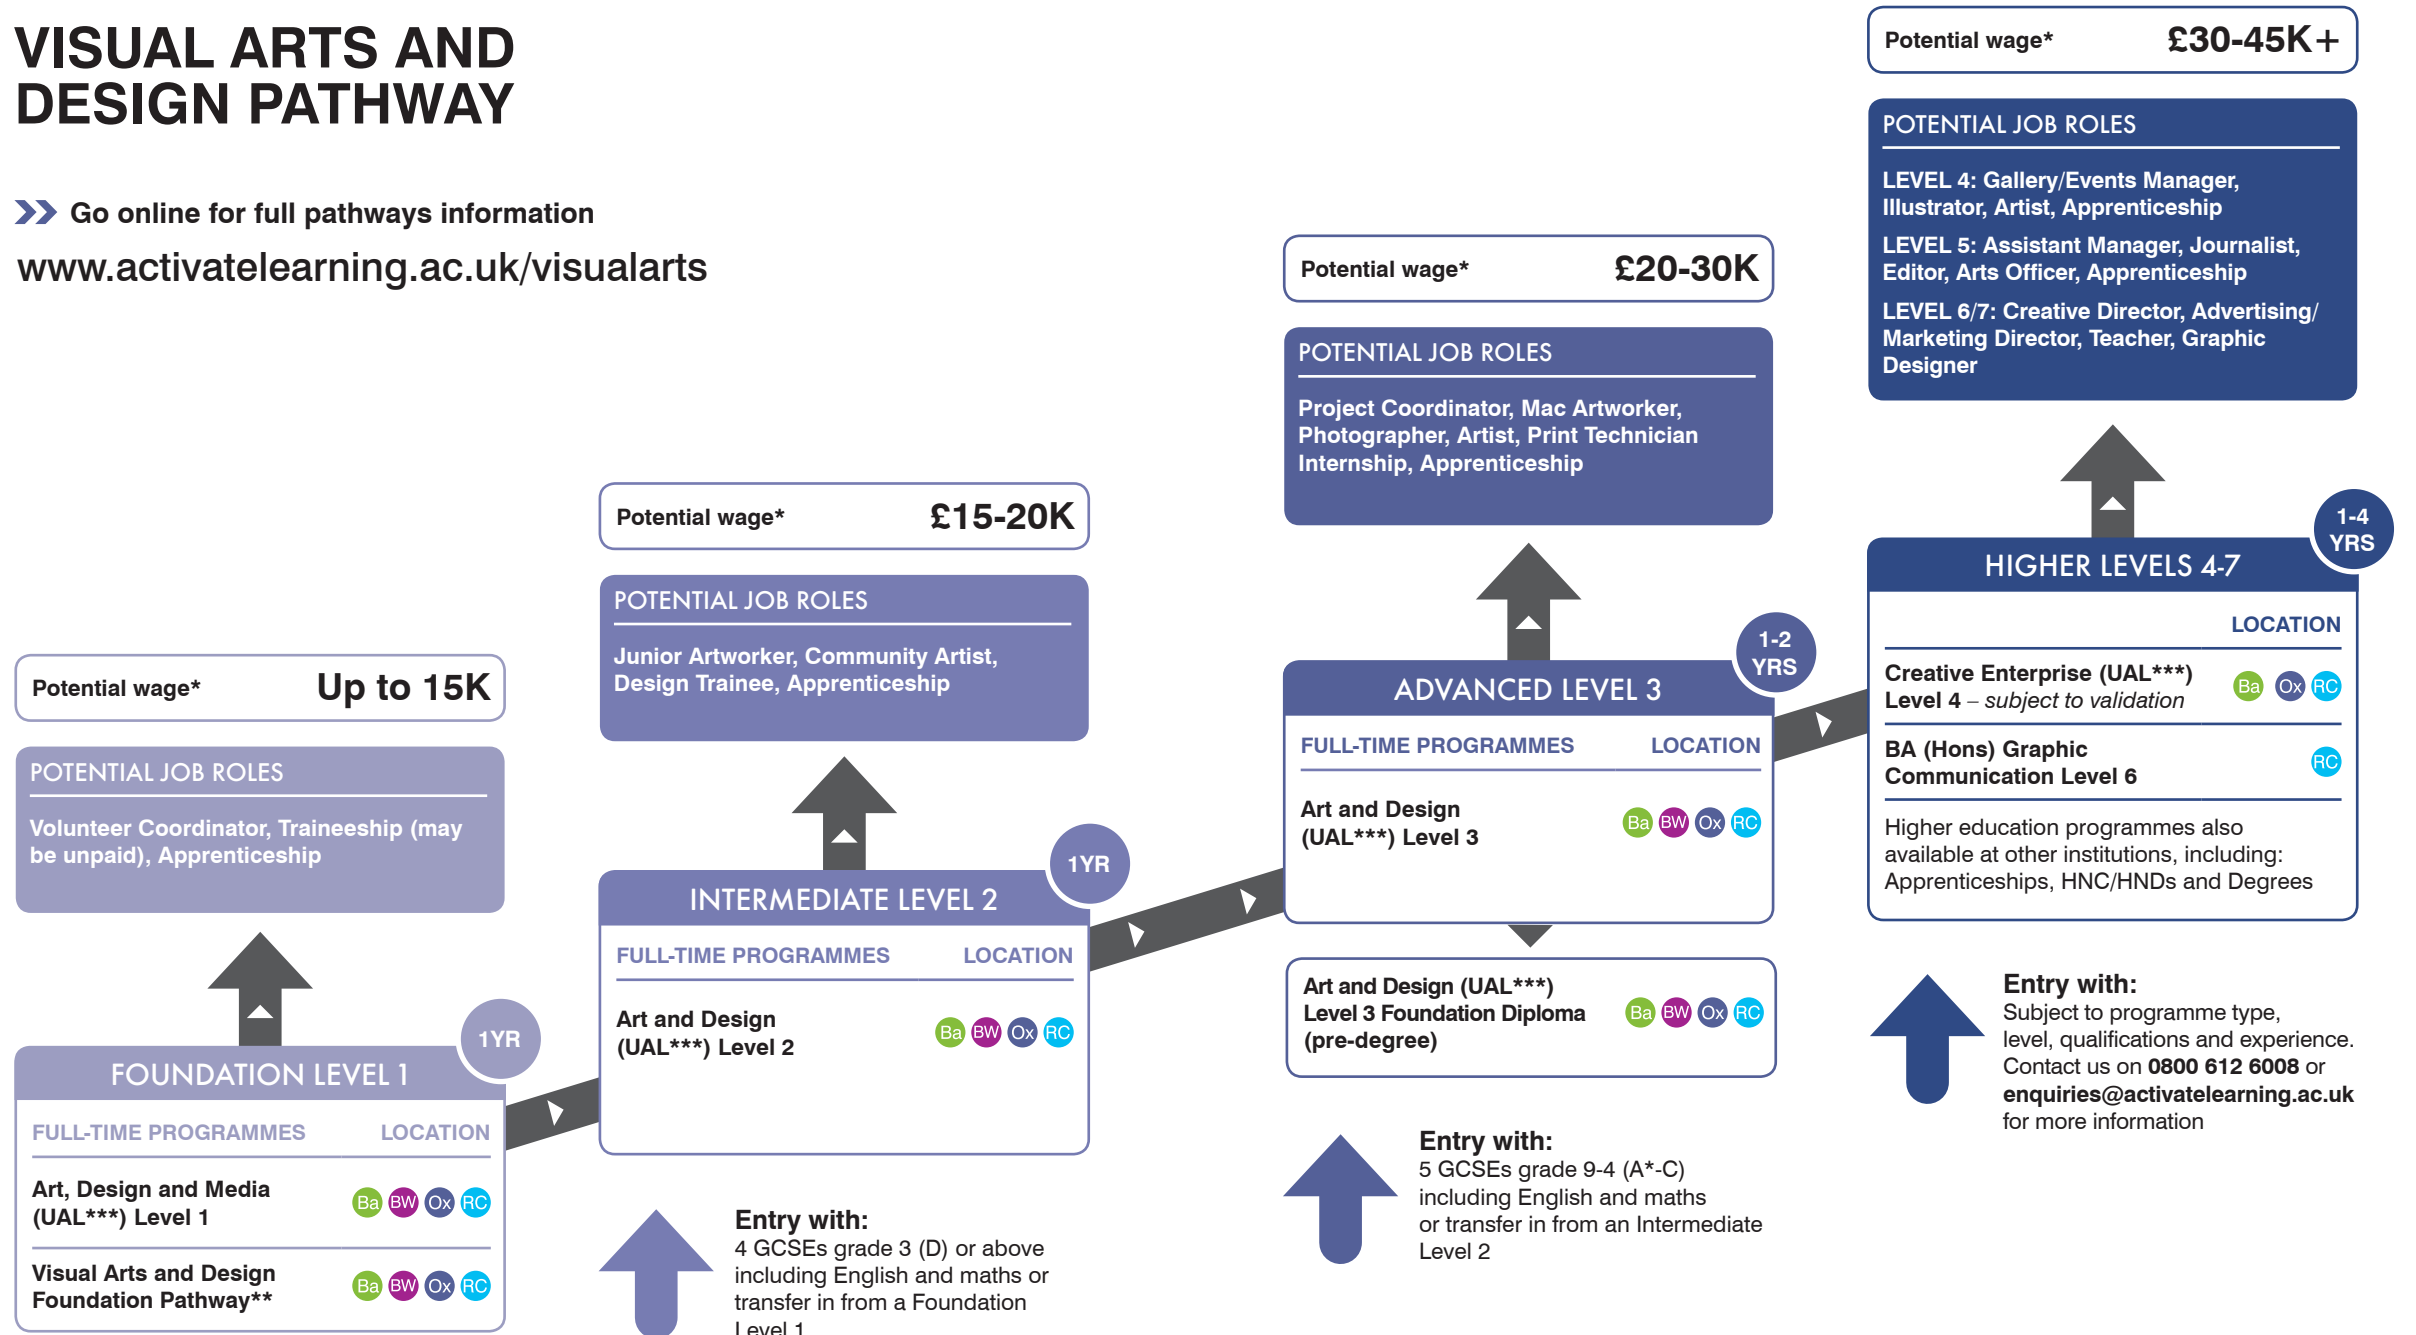 VISUAL ARTS AND
DESIGN PATHWAY
Go online for full pathways information
www.activatelearning.ac.uk/visualarts
Potential wage* Up to 15K
POTENTIAL JOB ROLES
Volunteer Coordinator, Traineeship (may
be unpaid), Apprenticeship
1YR
FOUNDATION LEVEL 1
FULL-TIME PROGRAMMES LOCATION
Art, Design and Media
(UAL***) Level 1
Ba BW Ox RC
Visual Arts and Design
Foundation Pathway**
Ba BW Ox RC
Potential wage* £15-20K
POTENTIAL JOB ROLES
Junior Artworker, Community Artist,
Design Trainee, Apprenticeship
1YR
INTERMEDIATE LEVEL 2
FULL-TIME PROGRAMMES LOCATION
Art and Design
(UAL***) Level 2
Ba BW Ox RC
Entry with:
4 GCSEs grade 3 (D) or above
including English and maths or
transfer in from a Foundation
Level 1
Potential wage* £20-30K
POTENTIAL JOB ROLES
Project Coordinator, Mac Artworker,
Photographer, Artist, Print Technician
Internship, Apprenticeship
1-2
YRS
ADVANCED LEVEL 3
FULL-TIME PROGRAMMES LOCATION
Art and Design
(UAL***) Level 3
Ba BW Ox RC
Art and Design (UAL***)
Level 3 Foundation Diploma
(pre-degree)
Ba BW Ox RC
Entry with:
5 GCSEs grade 9-4 (A*-C)
including English and maths
or transfer in from an Intermediate
Level 2
Potential wage* £30-45K+
POTENTIAL JOB ROLES
LEVEL 4: Gallery/Events Manager,
Illustrator, Artist, Apprenticeship
LEVEL 5: Assistant Manager, Journalist,
Editor, Arts Officer, Apprenticeship
LEVEL 6/7: Creative Director, Advertising/
Marketing Director, Teacher, Graphic
Designer
1-4
YRS
HIGHER LEVELS 4-7
LOCATION
Creative Enterprise (UAL***)
Level 4 – subject to validation
Ba Ox RC
BA (Hons) Graphic
Communication Level 6
RC
Higher education programmes also
available at other institutions, including:
Apprenticeships, HNC/HNDs and Degrees
Entry with:
Subject to programme type,
level, qualifications and experience.
Contact us on 0800 612 6008 or
enquiries@activatelearning.ac.uk
for more information